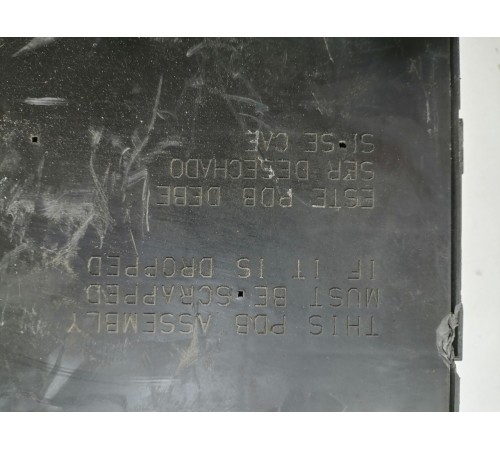 THIS PDB ASSEMBLY
MUST BE SCRAPPED
IF IT IS DROPPED
ESTE PDB DEBE
SER DESECHADO
SI SE CAE